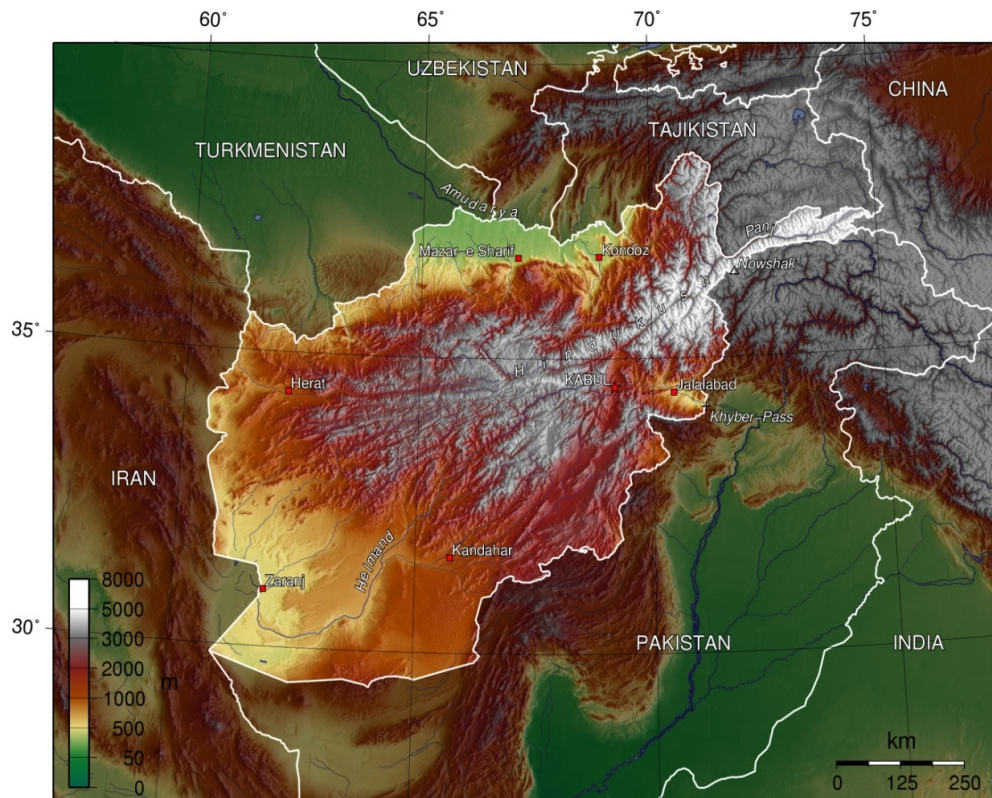 60°
65°
70°
75°
UZBEKISTAN
CHINA
TAJIKISTAN
TURKMENISTAN
Amudarya
Panj
Mazar-e Sharif
Kondoz
Nowshak
35°
Hindukush
Herat
KABUL
Jalalabad
Khyber-Pass
IRAN
Kandahar
Helmand
Zaranj
8000
5000
3000
2000
1000
500
50
0
m
30°
PAKISTAN
INDIA
km
0 125 250